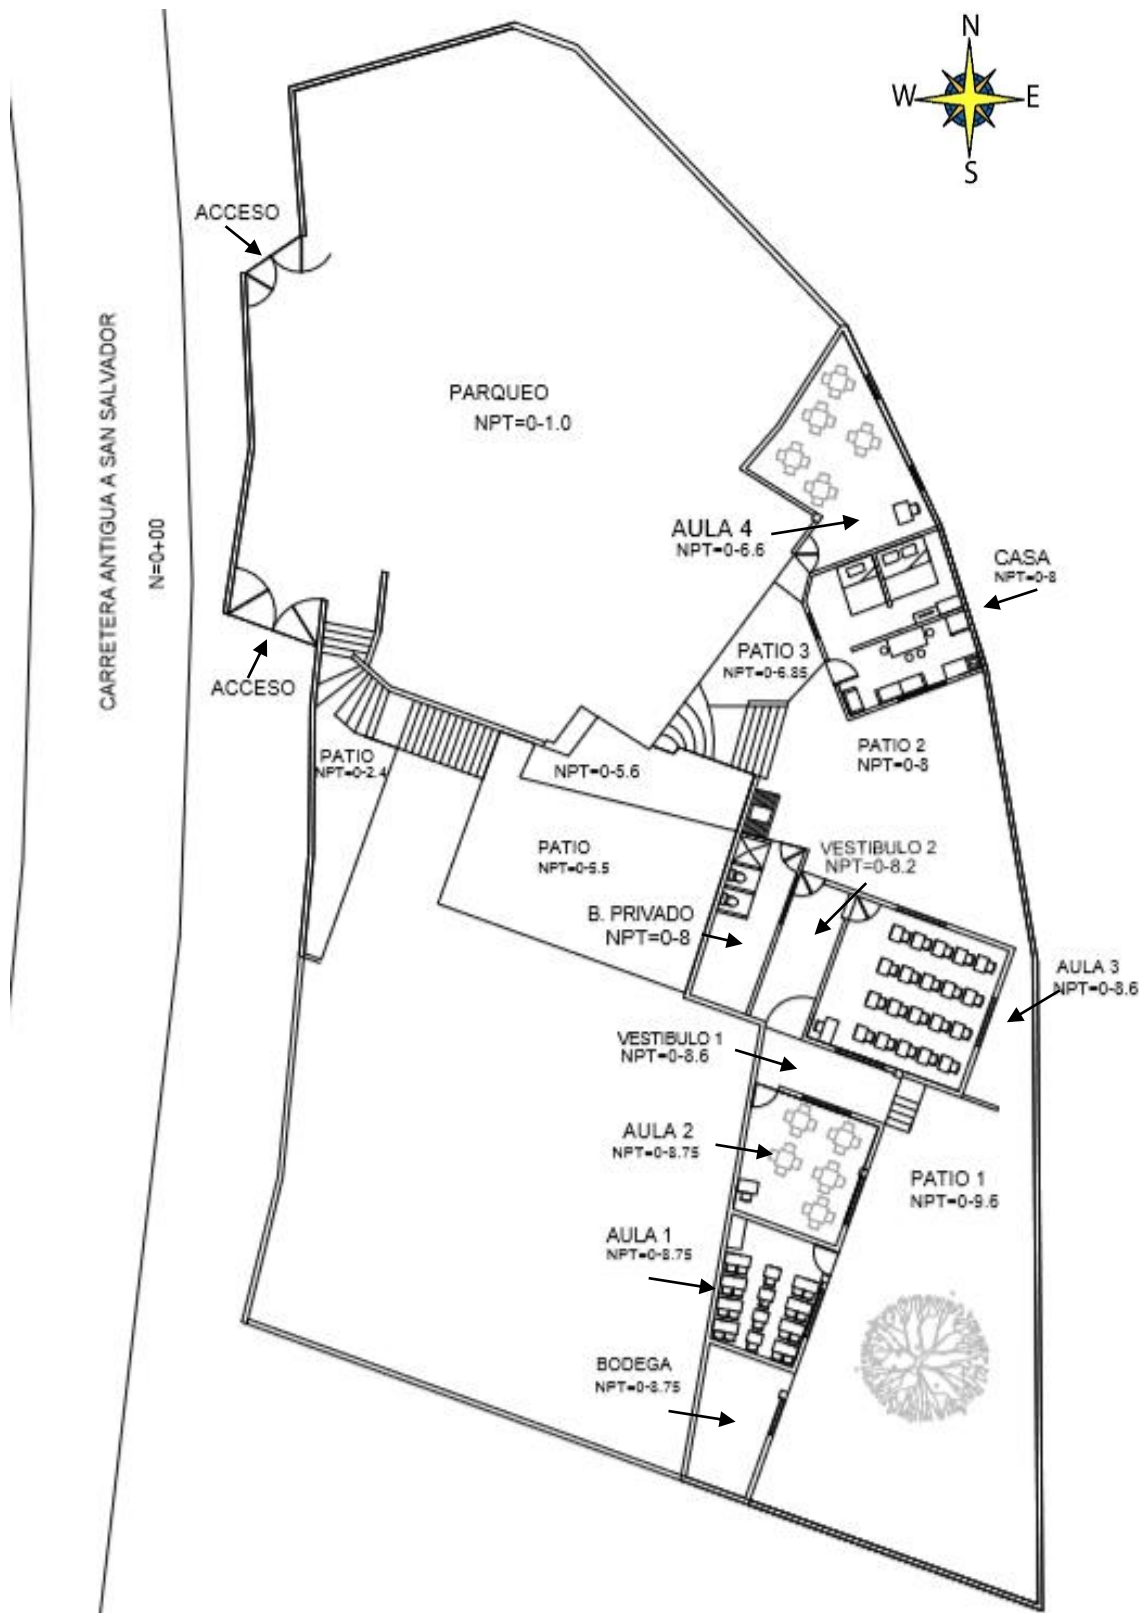 N
W
E
S
ACCESO
CARRETERA ANTIGUA A SAN SALVADOR
N=0+00
PARQUEO
NPT=0-1.0
AULA 4
NPT=0-6.6
CASA
NPT=0-8
PATIO 3
NPT=0-6.85
ACCESO
PATIO
NPT=0-2.4
NPT=0-5.6
PATIO 2
NPT=0-8
PATIO
NPT=0-5.5
VESTIBULO 2
NPT=0-8.2
B. PRIVADO
NPT=0-8
AULA 3
NPT=0-8.6
VESTIBULO 1
NPT=0-8.6
AULA 2
NPT=0-8.75
PATIO 1
NPT=0-9.6
AULA 1
NPT=0-8.75
BODEGA
NPT=0-8.75